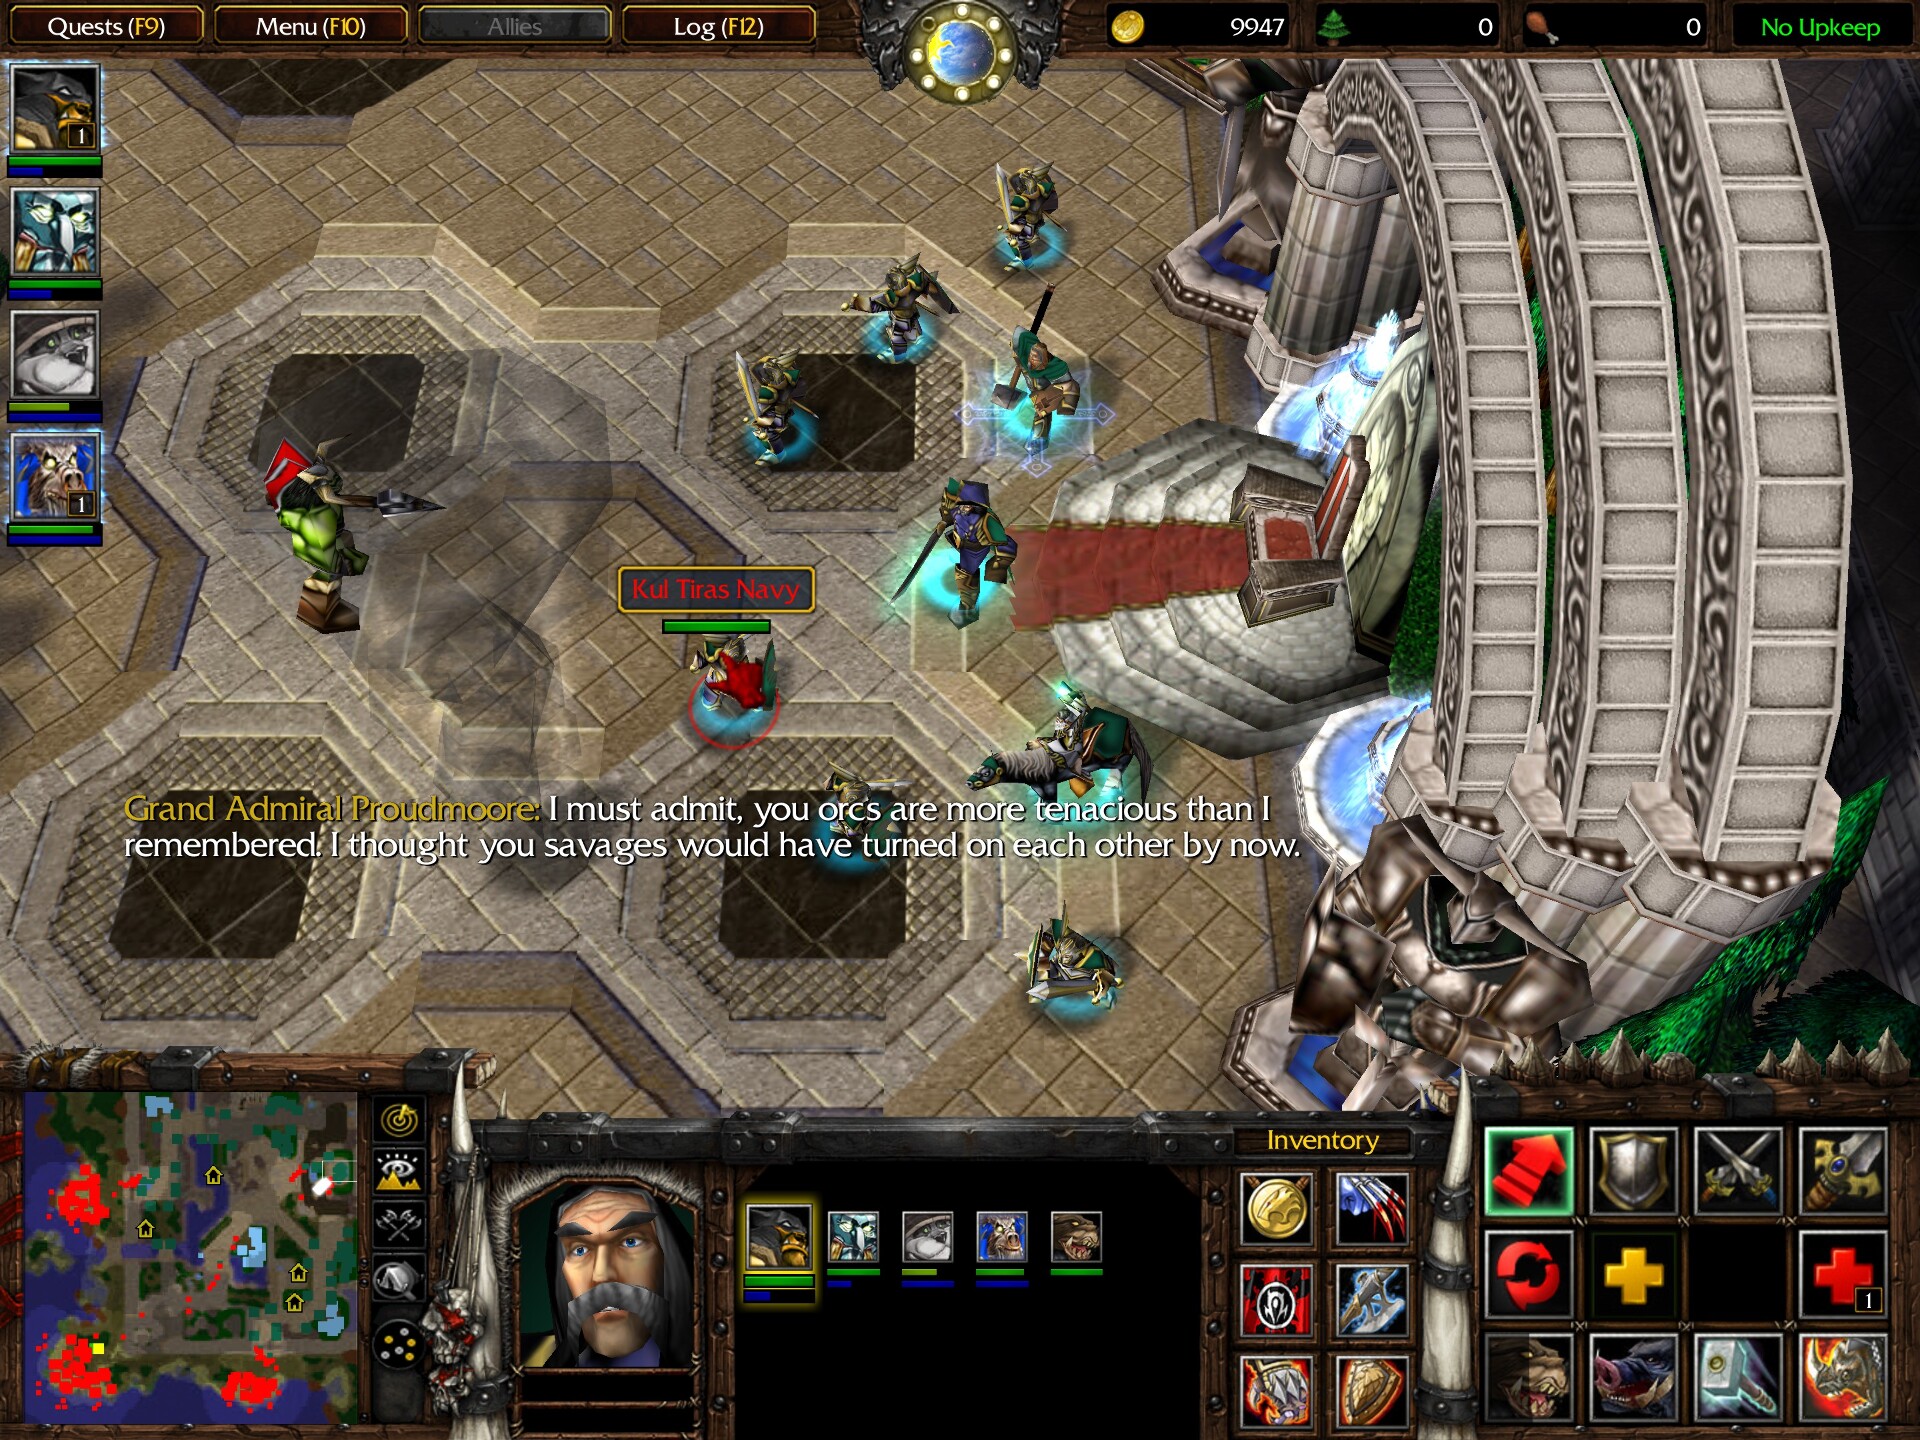 Quests (F9) Menu (F10) Allies Log (F12) 9947 0 0 No Upkeep
1
1
Kul Tiras Navy
Grand Admiral Proudmoore: I must admit, you orcs are more tenacious than I
remembered. I thought you savages would have turned on each other by now.
Inventory
1